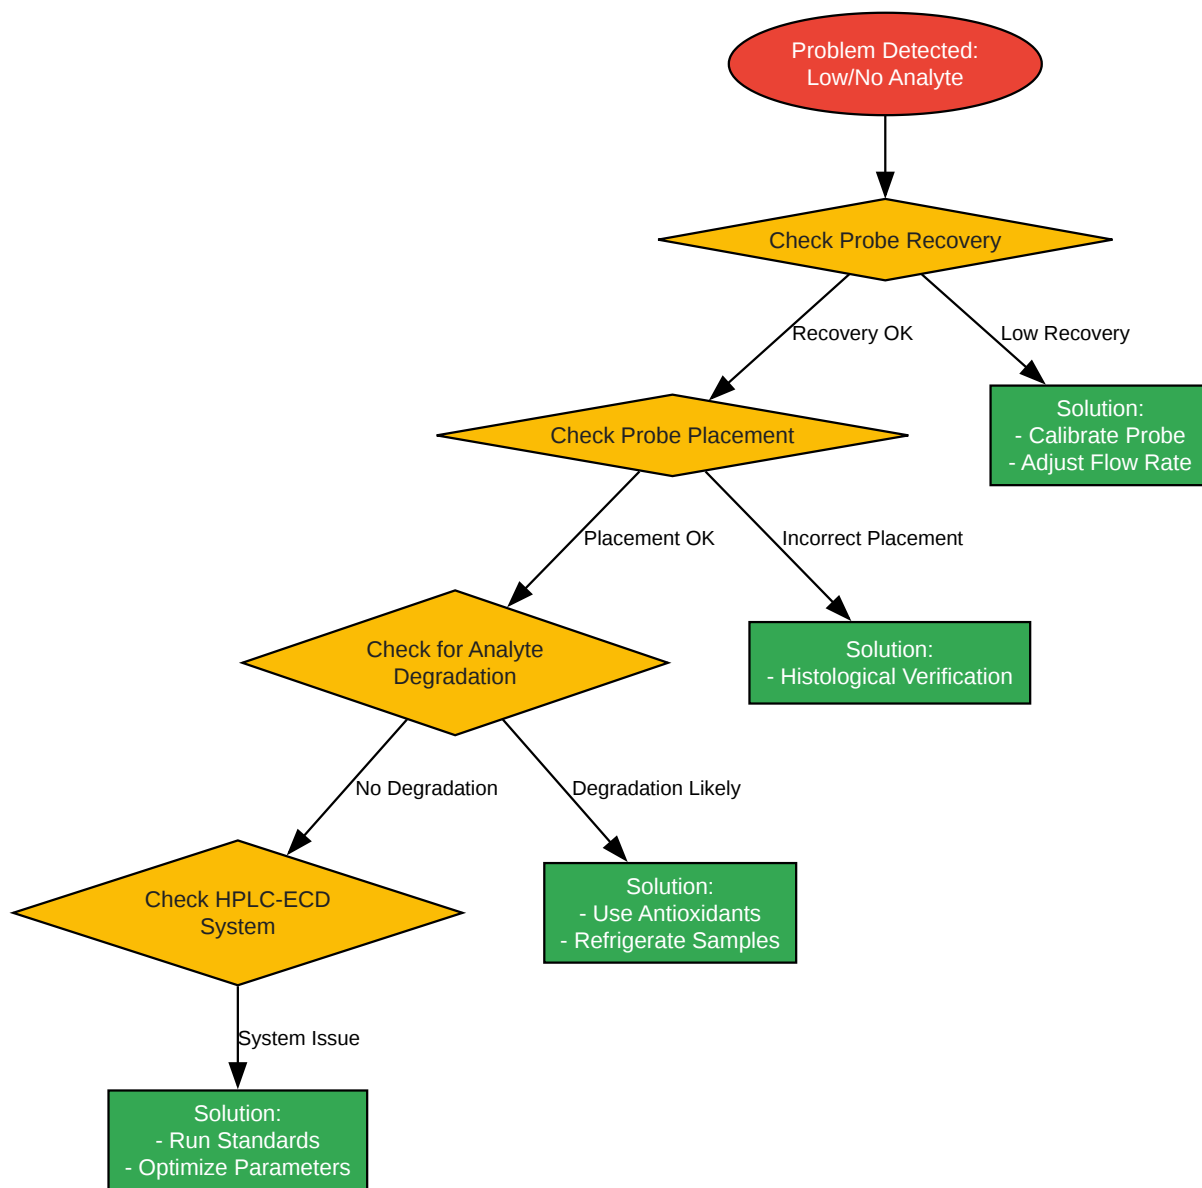 Problem Detected:
Low/No Analyte
Check Probe Recovery
Recovery OK
Low Recovery
Solution:
- Calibrate Probe
- Adjust Flow Rate
Check Probe Placement
Placement OK
Incorrect Placement
Solution:
- Histological Verification
Check for Analyte
Degradation
No Degradation
Degradation Likely
Solution:
- Use Antioxidants
- Refrigerate Samples
Check HPLC-ECD
System
System Issue
Solution:
- Run Standards
- Optimize Parameters